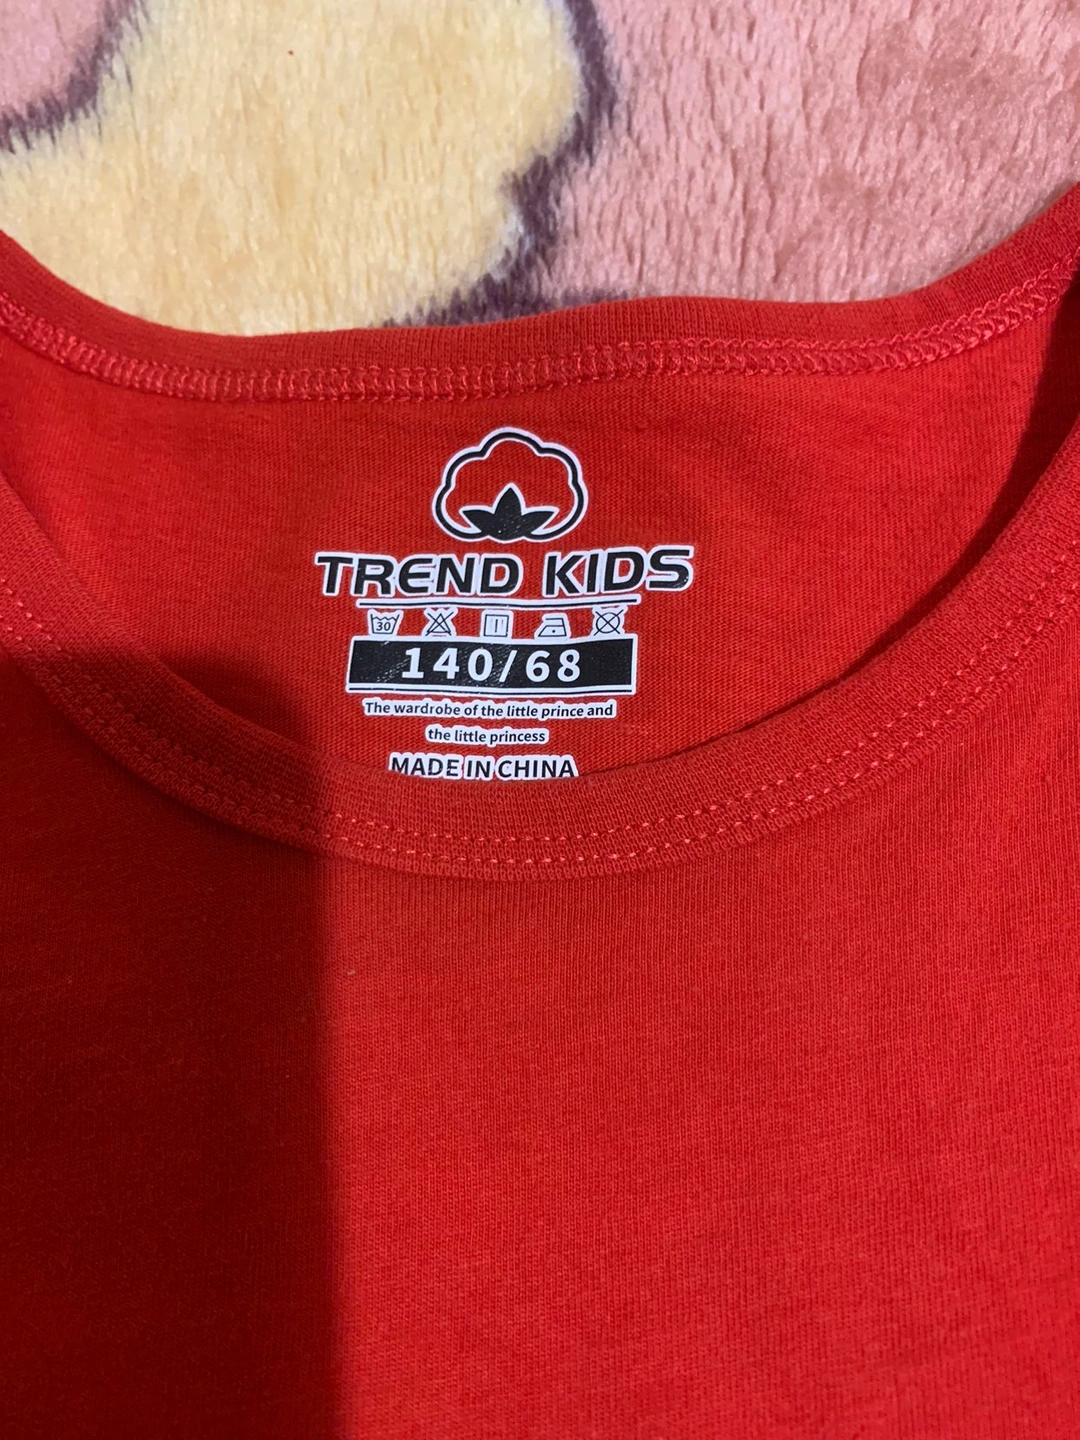 TREND KIDS
30
140/68
The wardrobe of the little prince and
the little princess
MADE IN CHINA